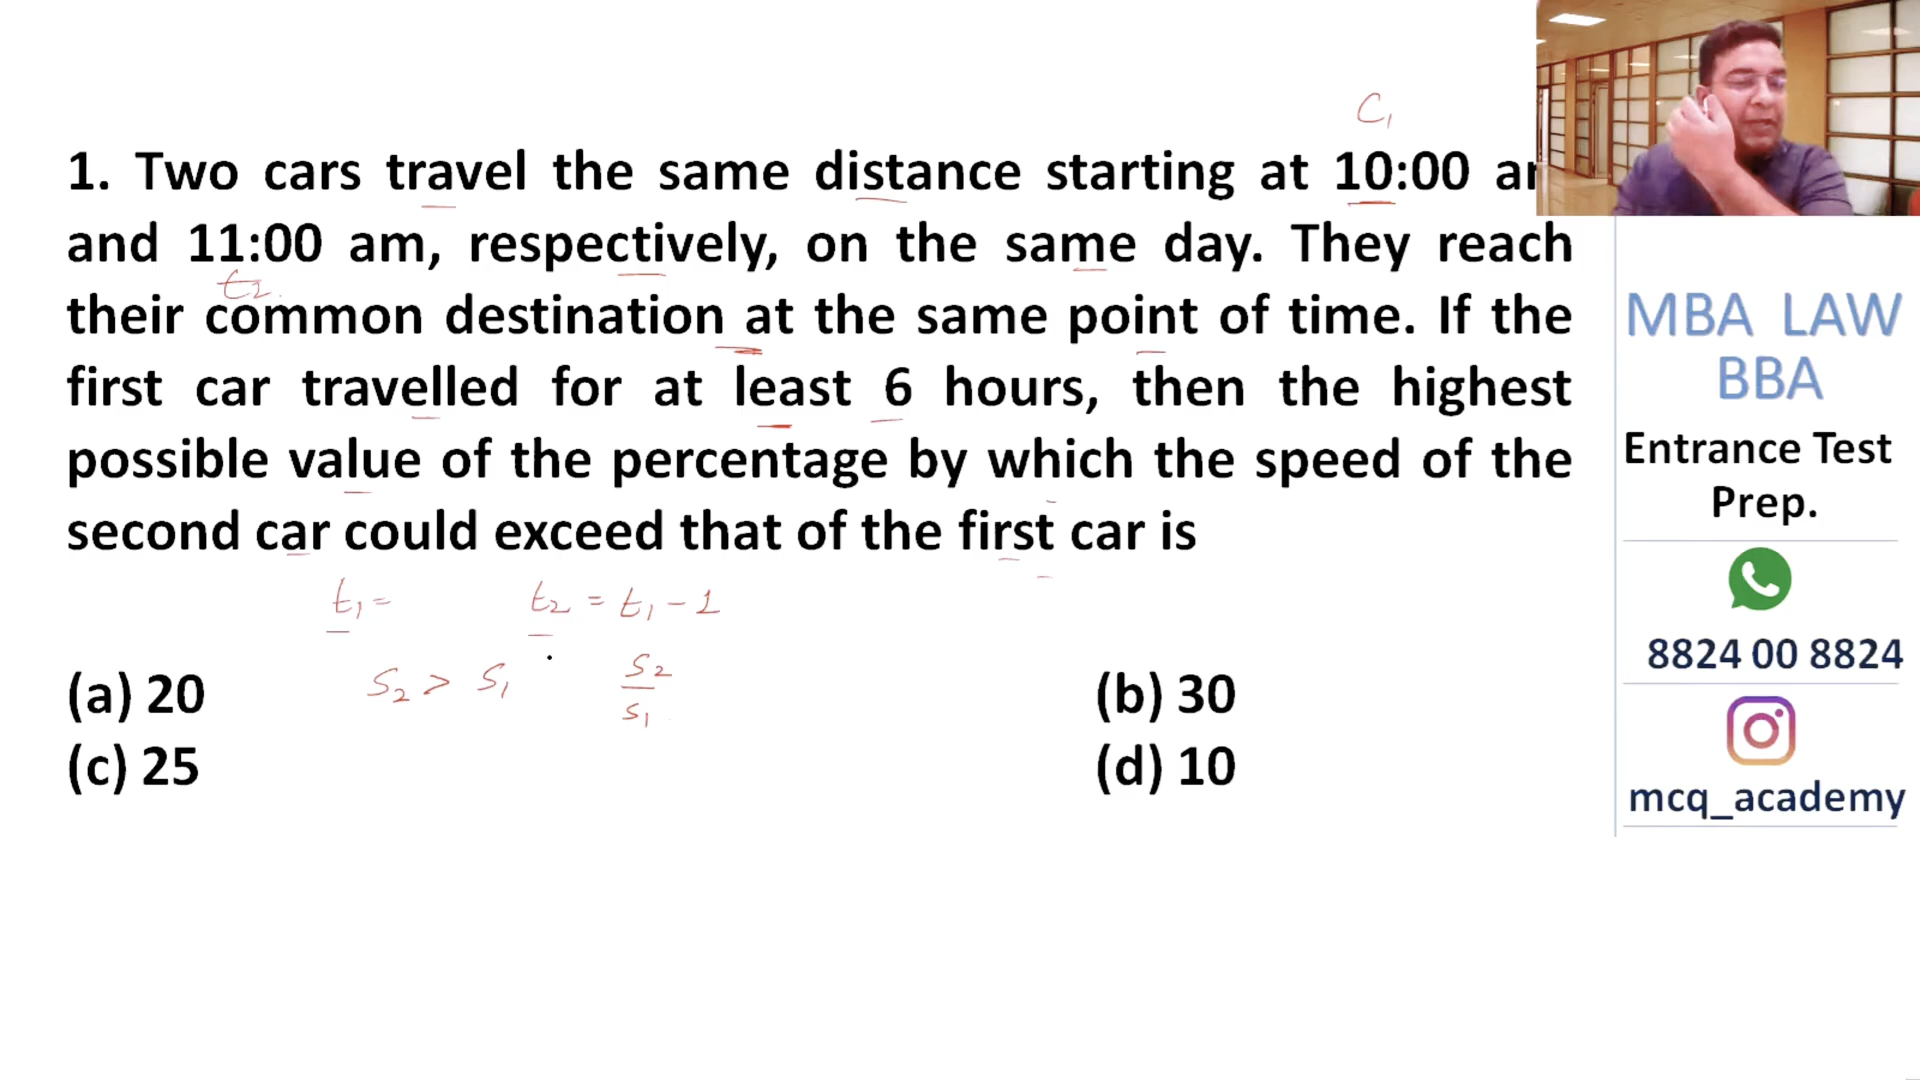 C₁
1. Two cars travel the same distance starting at 10:00 a
and 11:00 am, respectively, on the same day. They reach
t₂
their common destination at the same point of time. If the
first car travelled for at least 6 hours, then the highest
possible value of the percentage by which the speed of the
second car could exceed that of the first car is
t₁ = t₂ = t₁ - 1
S₂ > S₁ S₂/S₁
(a) 20 (b) 30
(c) 25 (d) 10
MBA LAW
BBA
Entrance Test
Prep.
8824 00 8824
mcq_academy